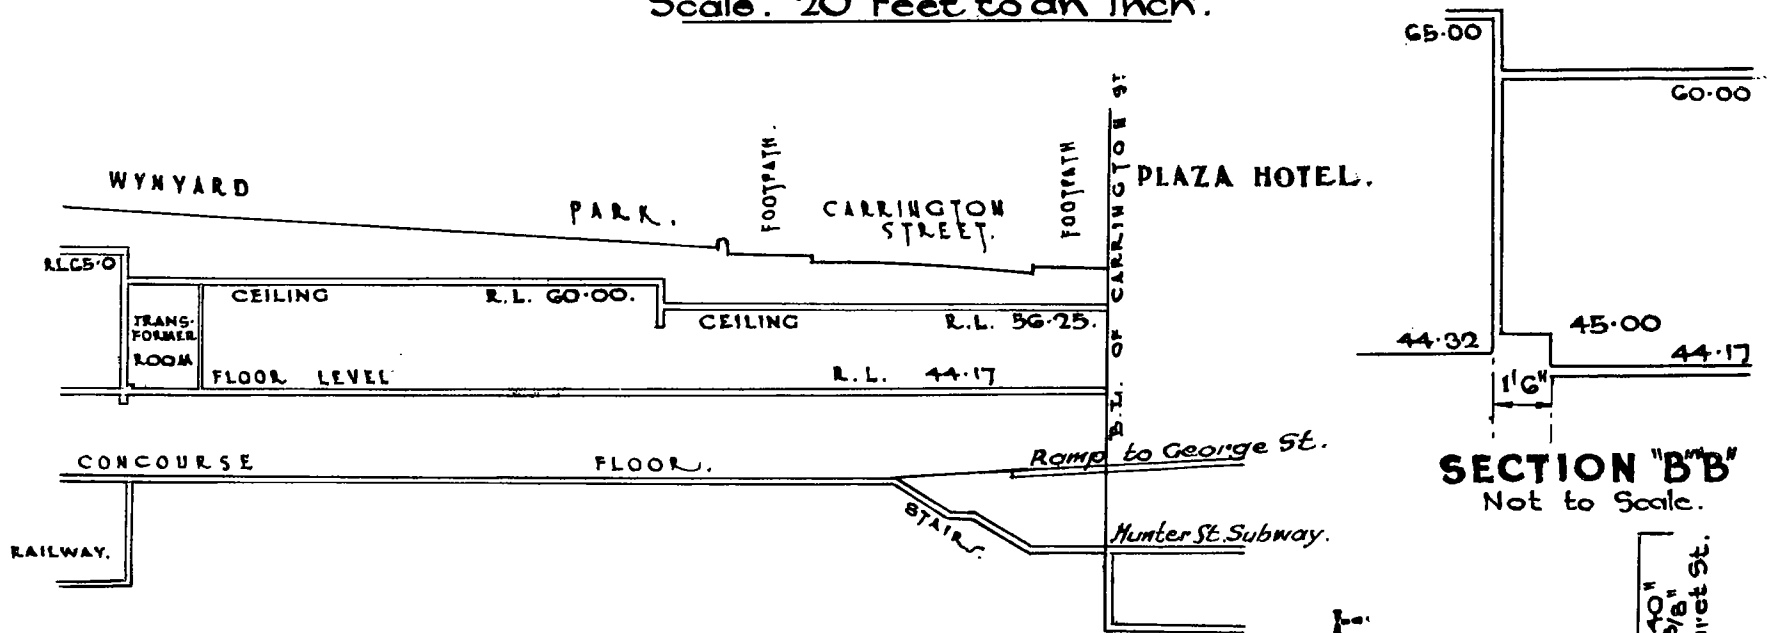 Scale. 20 Feet to an Inch.
65.00
60.00
WYNYARD
PARK.
FOOTPATH.
CARRINGTON
STREET.
FOOTPATH
B.L. OF CARRINGTON ST
PLAZA HOTEL.
R.L.65.0
CEILING R.L. 60.00.
CEILING R.L. 56.25.
TRANS-
FORMER
ROOM
FLOOR LEVEL R.L. 44.17
44.32
45.00
44.17
1'6"
CONCOURSE FLOOR.
Ramp to George St.
SECTION "B""B"
Not to Scale.
STAIRS.
Hunter St. Subway.
RAILWAY.
40"